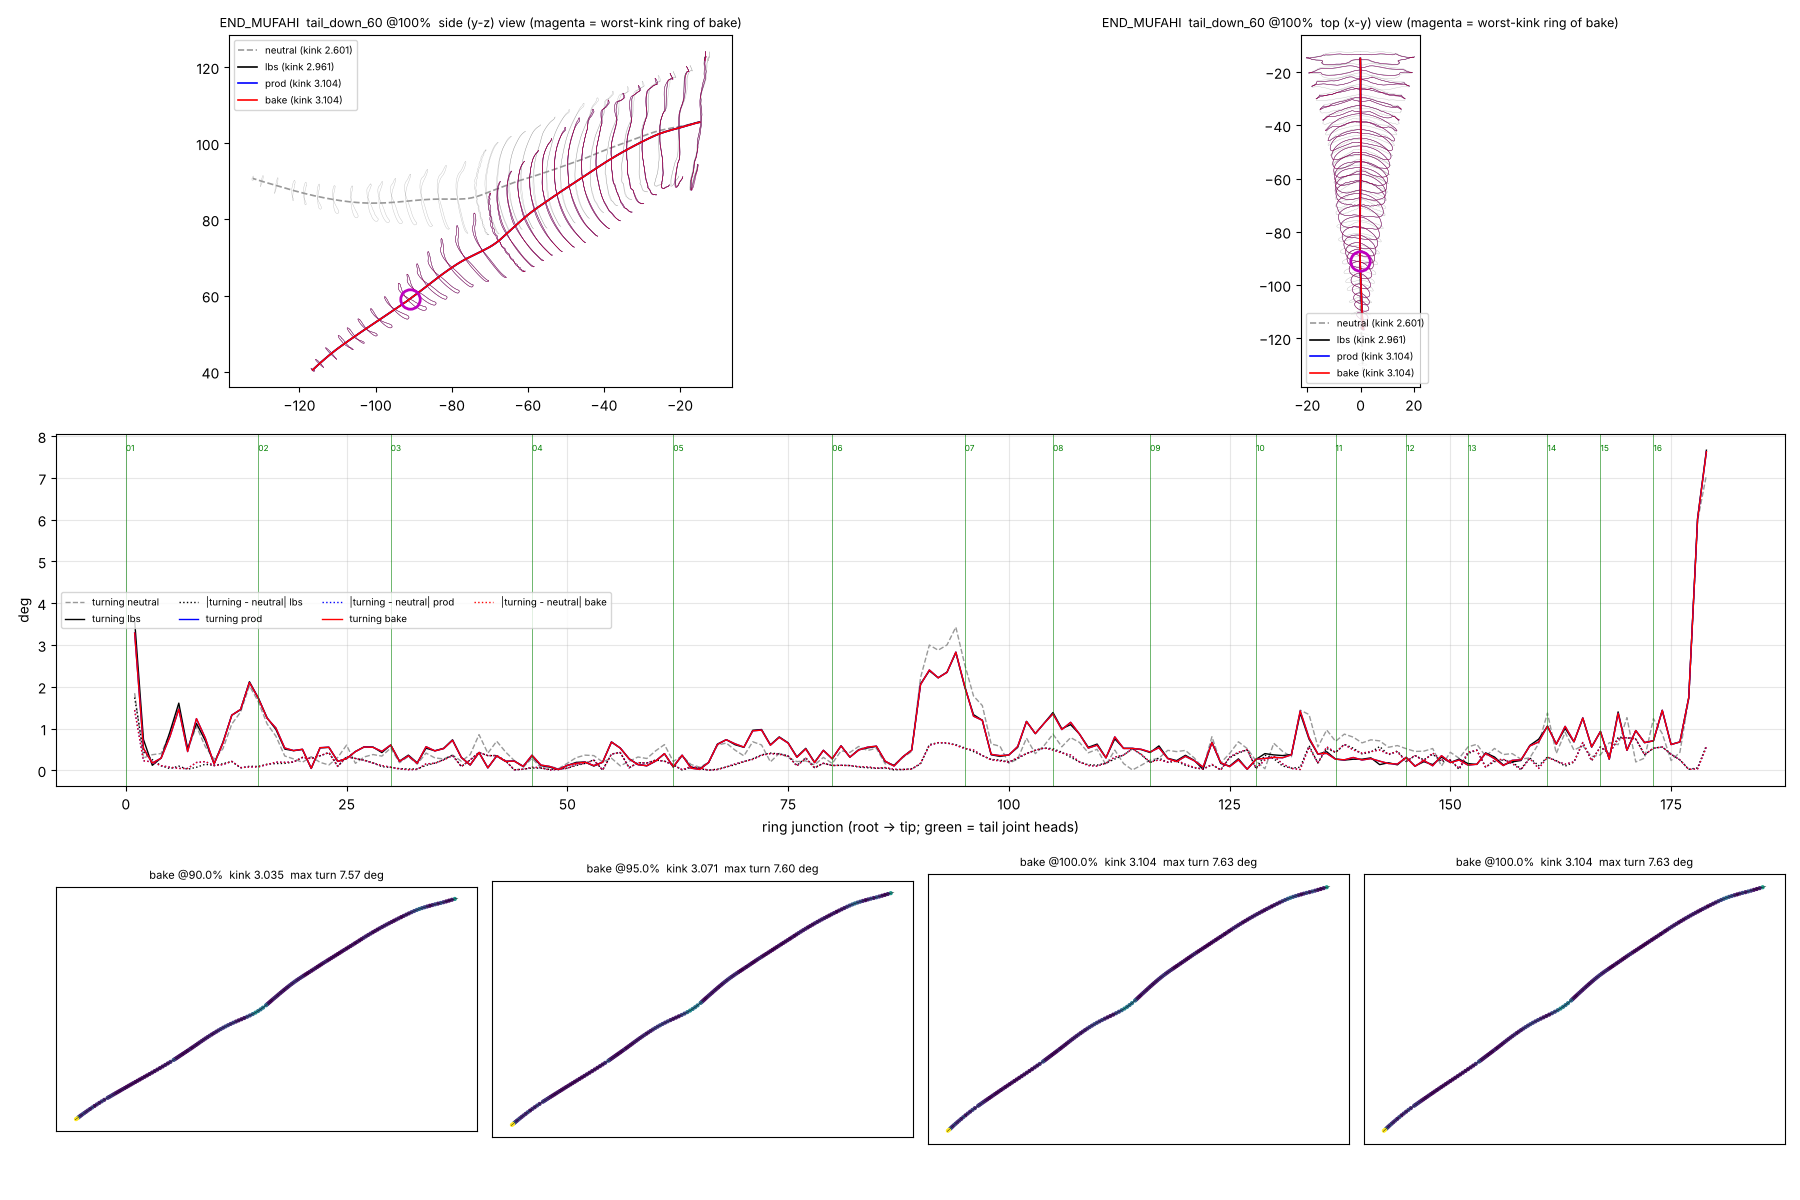 END_MUFAHI  tail_down_60 @100%  side (y-z) view (magenta = worst-kink ring of bake)
neutral (kink 2.601)
lbs (kink 2.961)
prod (kink 3.104)
bake (kink 3.104)
120
100
80
60
40
−120 −100 −80 −60 −40 −20
END_MUFAHI  tail_down_60 @100%  top (x-y) view (magenta = worst-kink ring of bake)
−20
−40
−60
−80
−100
−120
neutral (kink 2.601)
lbs (kink 2.961)
prod (kink 3.104)
bake (kink 3.104)
−20 0 20
8
7
6
5
4
3
2
1
0
deg
01 02 03 04 05 06 07 08 09 10 11 12 13 14 15 16
turning neutral |turning - neutral| lbs |turning - neutral| prod |turning - neutral| bake
turning lbs turning prod turning bake
0 25 50 75 100 125 150 175
ring junction (root → tip; green = tail joint heads)
bake @90.0%  kink 3.035  max turn 7.57 deg
bake @95.0%  kink 3.071  max turn 7.60 deg
bake @100.0%  kink 3.104  max turn 7.63 deg
bake @100.0%  kink 3.104  max turn 7.63 deg